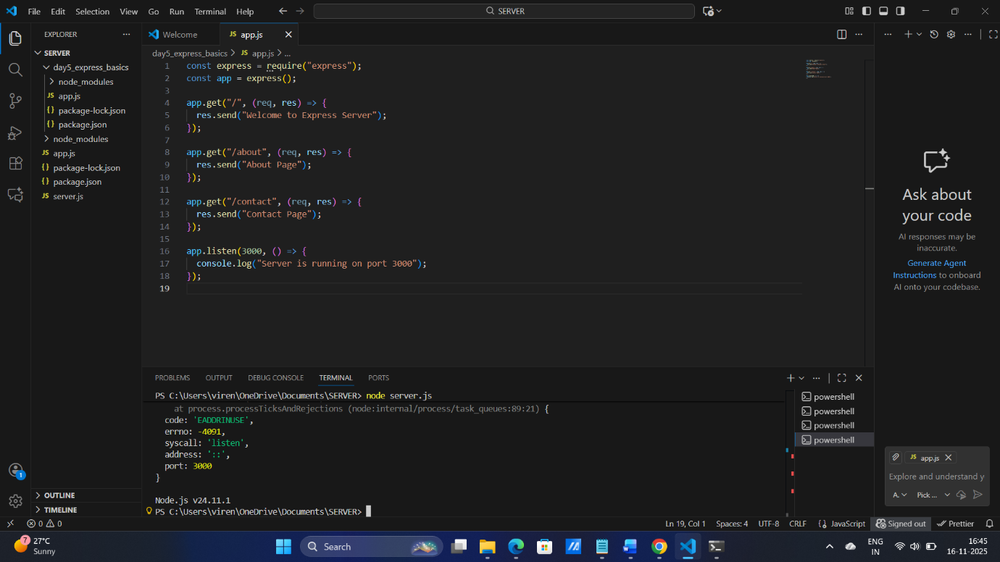 File Edit Selection View Go Run Terminal Help
SERVER
EXPLORER
SERVER
day5_express_basics
node_modules
JS app.js
{} package-lock.json
{} package.json
node_modules
JS app.js
{} package-lock.json
{} package.json
JS server.js
OUTLINE
TIMELINE
Welcome
JS app.js
day5_express_basics > JS app.js > ...
1 const express = require("express");
2 const app = express();
3
4 app.get("/", (req, res) => {
5 res.send("Welcome to Express Server");
6 });
7
8 app.get("/about", (req, res) => {
9 res.send("About Page");
10 });
11
12 app.get("/contact", (req, res) => {
13 res.send("Contact Page");
14 });
15
16 app.listen(3000, () => {
17 console.log("Server is running on port 3000");
18 });
19
PROBLEMS OUTPUT DEBUG CONSOLE TERMINAL PORTS
PS C:\Users\viren\OneDrive\Documents\SERVER> node server.js
at process.processTicksAndRejections (node:internal/process/task_queues:89:21) {
code: 'EADDRINUSE',
errno: -4091,
syscall: 'listen',
address: '::',
port: 3000
}
Node.js v24.11.1
PS C:\Users\viren\OneDrive\Documents\SERVER>
powershell
powershell
powershell
powershell
Ask about
your code
AI responses may be
inaccurate.
Generate Agent
Instructions to onboard
AI onto your codebase.
JS app.js
Explore and understand y
A. Pick ...
1
0 0
Ln 19, Col 1 Spaces: 4 UTF-8 CRLF {} JavaScript Signed out Prettier
7
27°C
Sunny
Search
ENG
IN
16:45
16-11-2025